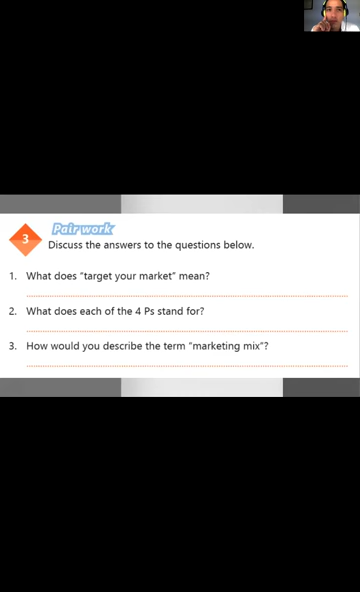 3
Pair work
Discuss the answers to the questions below.
1. What does "target your market" mean?
2. What does each of the 4 Ps stand for?
3. How would you describe the term "marketing mix"?